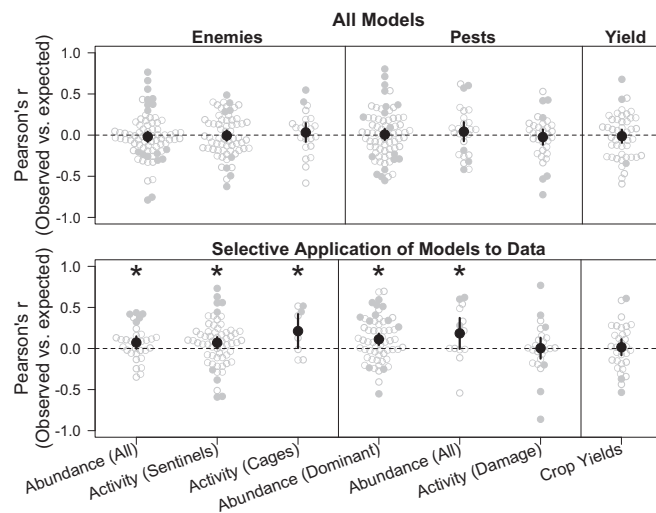 All Models
Enemies Pests Yield
Pearson's r
(Observed vs. expected)
1.0
0.5
0.0
-0.5
-1.0
Selective Application of Models to Data
* * * * *
Pearson's r
(Observed vs. expected)
1.0
0.5
0.0
-0.5
-1.0
Abundance (All)
Activity (Sentinels)
Activity (Cages)
Abundance (Dominant)
Abundance (All)
Activity (Damage)
Crop Yields